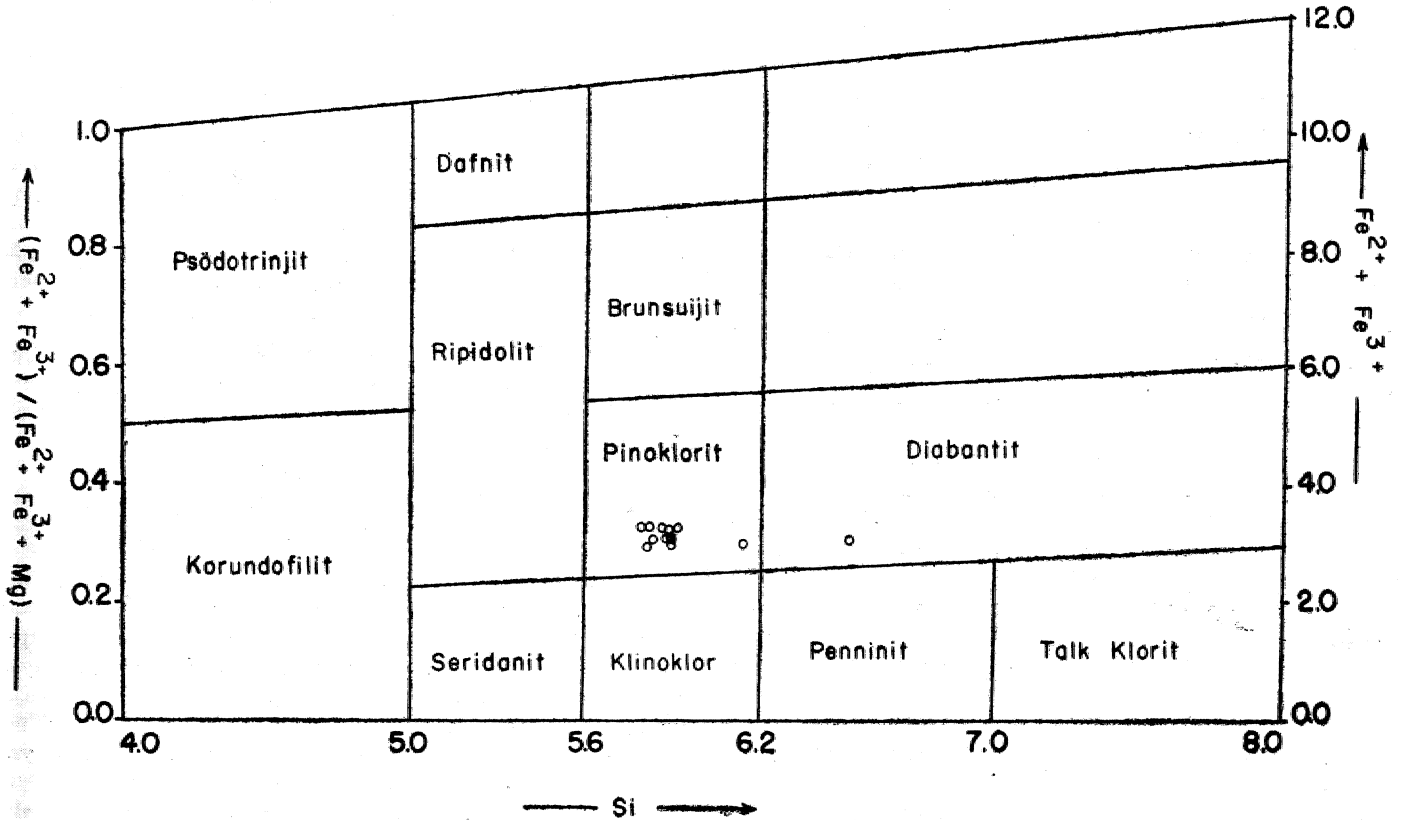 12.0
1.0
10.0
Dafnit
0.8
8.0
Psödotrinjit
Brunsuijit
Ripidolit
0.6
6.0
Pinoklorit
Diabantit
0.4
4.0
Korundofilit
0.2
2.0
Seridanit
Klinoklor
Penninit
Talk Klorit
0.0
0.0
4.0
5.0
5.6
6.2
7.0
8.0
Si
(Fe2+ + Fe3+) / (Fe2+ + Fe3+ + Mg)
Fe2+ + Fe3+